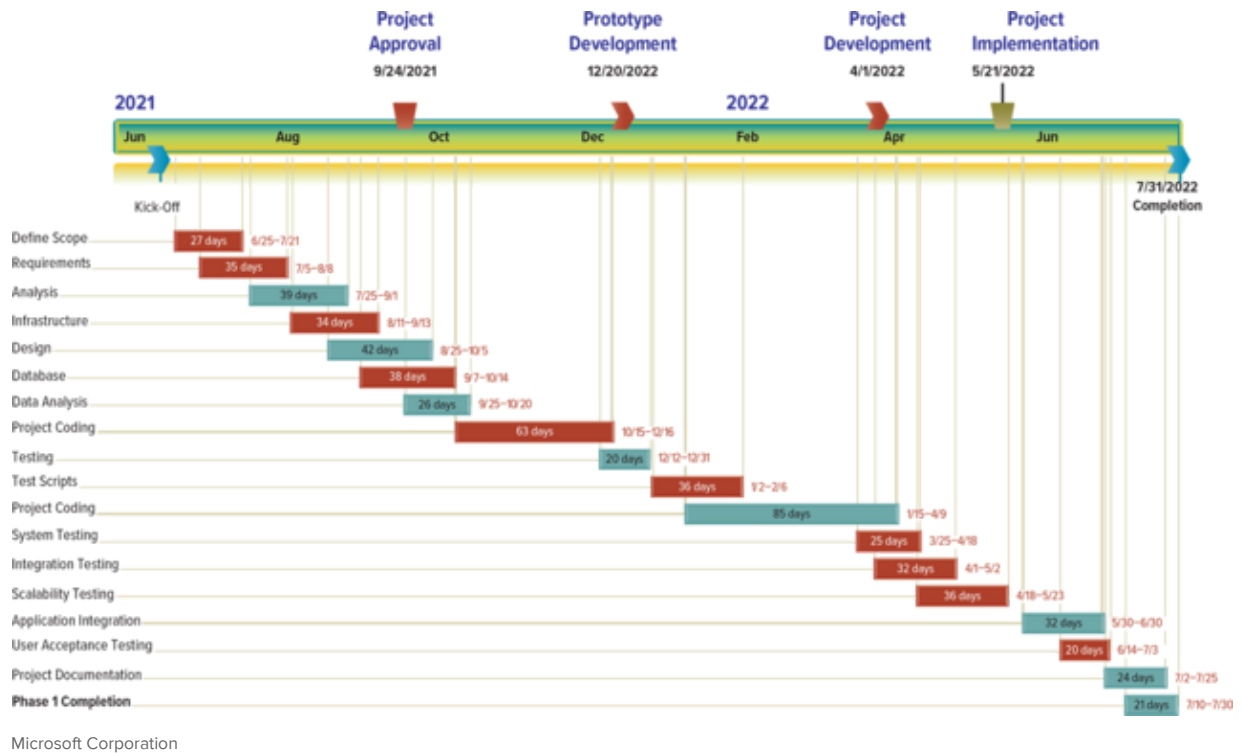 Project Approval
9/24/2021
Prototype Development
12/20/2022
Project Development
4/1/2022
Project Implementation
5/21/2022
2021
2022
Jun Aug Oct Dec Feb Apr Jun
Kick-Off
7/31/2022
Completion
Define Scope 27 days 6/25-7/21
Requirements 35 days 7/5-8/8
Analysis 39 days 7/25-9/1
Infrastructure 34 days 8/11-9/13
Design 42 days 8/25-10/5
Database 38 days 9/7-10/14
Data Analysis 26 days 9/25-10/20
Project Coding 63 days 10/15-12/16
Testing 20 days 12/12-12/31
Test Scripts 36 days 1/2-2/6
Project Coding 85 days 1/15-4/9
System Testing 25 days 3/25-4/18
Integration Testing 32 days 4/1-5/2
Scalability Testing 36 days 4/18-5/23
Application Integration 32 days 5/30-6/30
User Acceptance Testing 20 days 6/14-7/3
Project Documentation 24 days 7/2-7/25
Phase 1 Completion 21 days 7/10-7/30
Microsoft Corporation